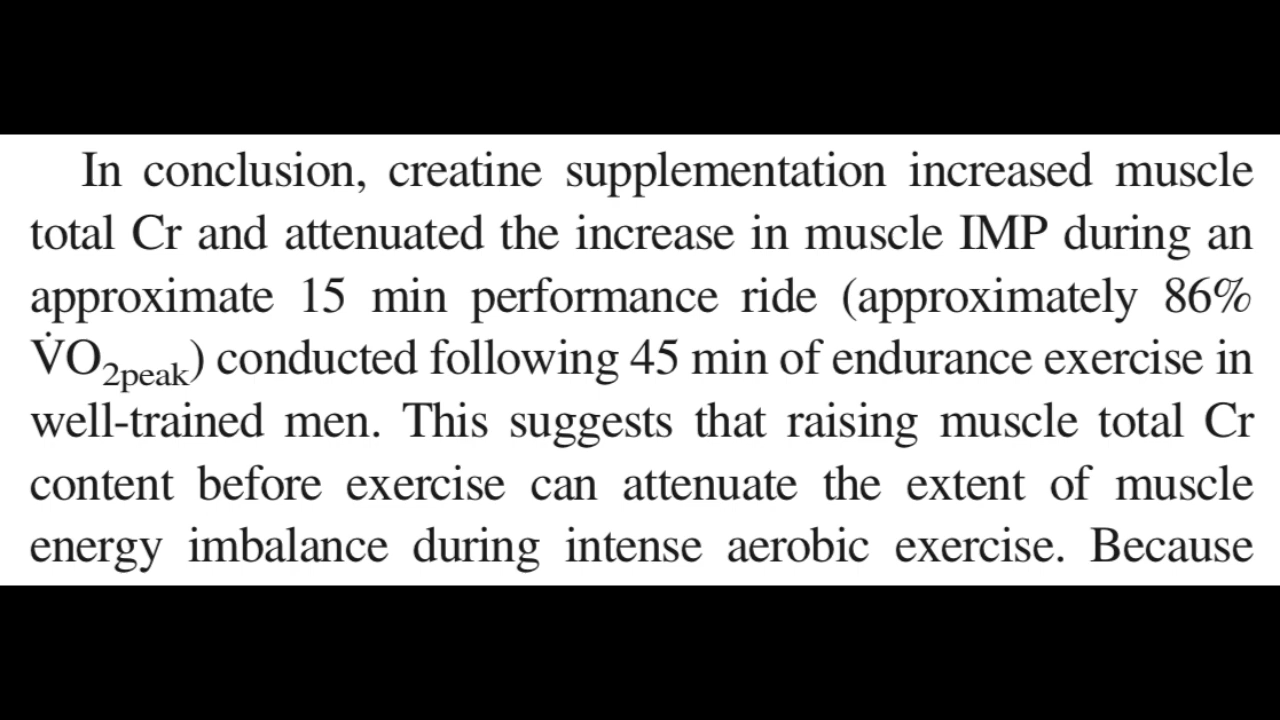 In conclusion, creatine supplementation increased muscle
total Cr and attenuated the increase in muscle IMP during an
approximate 15 min performance ride (approximately 86%
V̇O2peak) conducted following 45 min of endurance exercise in
well-trained men. This suggests that raising muscle total Cr
content before exercise can attenuate the extent of muscle
energy imbalance during intense aerobic exercise. Because